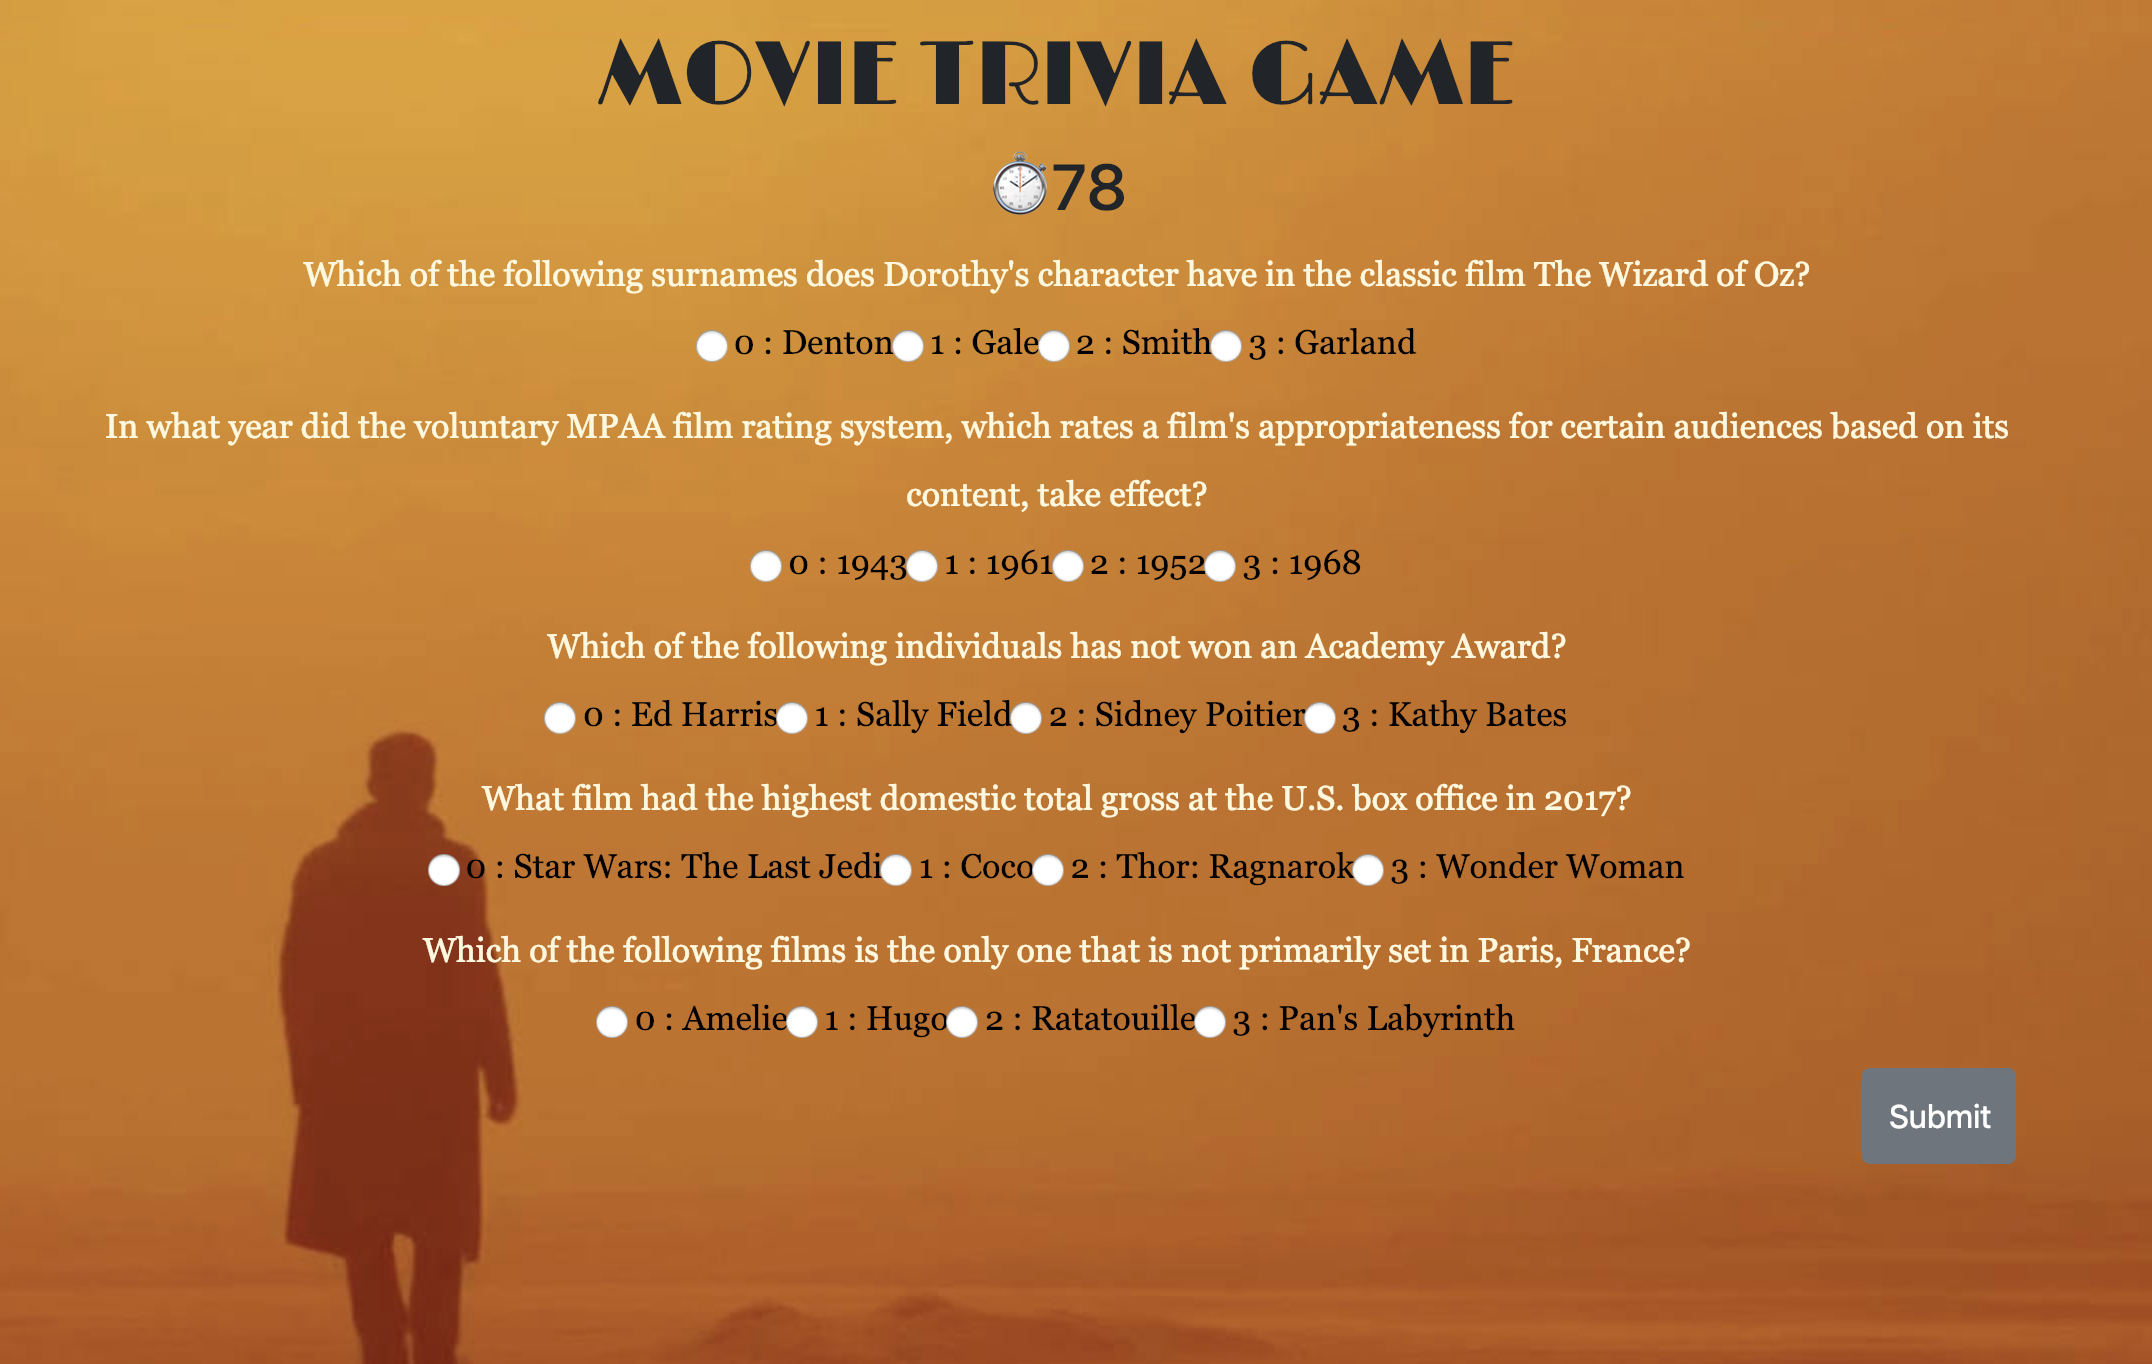 MOVIE TRIVIA GAME
78
Which of the following surnames does Dorothy's character have in the classic film The Wizard of Oz?
0 : Denton 1 : Gale 2 : Smith 3 : Garland
In what year did the voluntary MPAA film rating system, which rates a film's appropriateness for certain audiences based on its
content, take effect?
0 : 1943 1 : 1961 2 : 1952 3 : 1968
Which of the following individuals has not won an Academy Award?
0 : Ed Harris 1 : Sally Field 2 : Sidney Poitier 3 : Kathy Bates
What film had the highest domestic total gross at the U.S. box office in 2017?
0 : Star Wars: The Last Jedi 1 : Coco 2 : Thor: Ragnarok 3 : Wonder Woman
Which of the following films is the only one that is not primarily set in Paris, France?
0 : Amelie 1 : Hugo 2 : Ratatouille 3 : Pan's Labyrinth
Submit